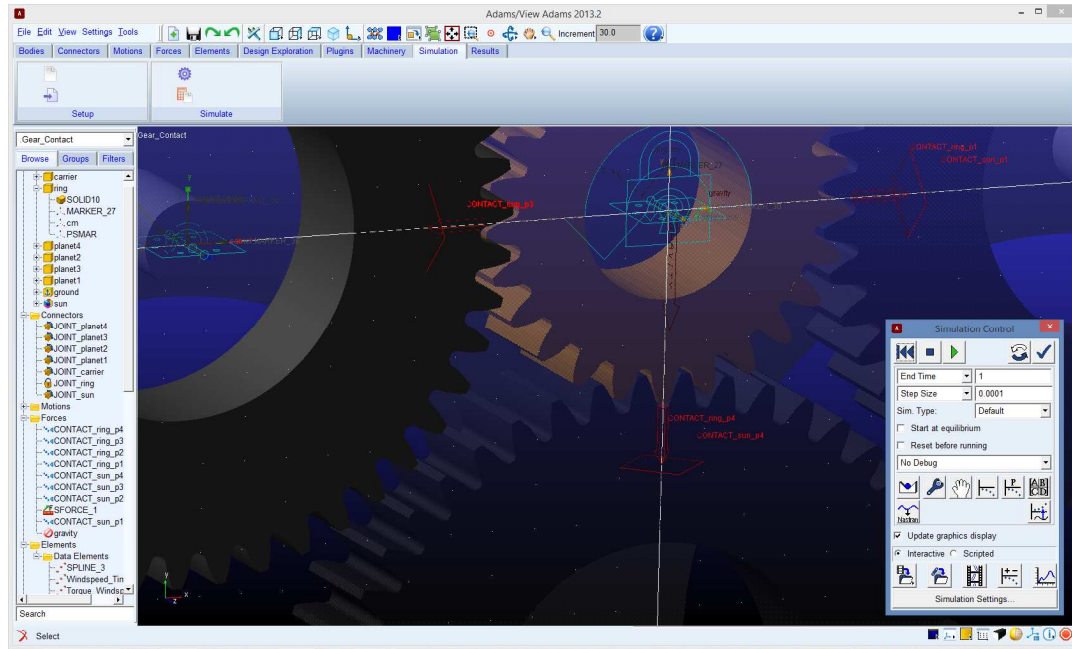 Adams/View Adams 2013.2
File Edit View Settings Tools
Increment 30.0
Bodies Connectors Motions Forces Elements Design Exploration Plugins Machinery Simulation Results
Setup Simulate
.Gear_Contact
Browse Groups Filters
carrier
ring
SOLID10
MARKER_27
cm
PSMAR
planet4
planet2
planet3
planet1
ground
sun
Connectors
JOINT_planet4
JOINT_planet3
JOINT_planet2
JOINT_planet1
JOINT_carrier
JOINT_ring
JOINT_sun
Motions
Forces
CONTACT_ring_p4
CONTACT_ring_p3
CONTACT_ring_p2
CONTACT_ring_p1
CONTACT_sun_p4
CONTACT_sun_p3
CONTACT_sun_p2
SFORCE_1
CONTACT_sun_p1
gravity
Elements
Data Elements
SPLINE_3
Windspeed_Tin
Torque_Windsp
Search
Select
Gear_Contact
CONTACT_ring_p1
CONTACT_sun_p1
gravity
CONTACT_ring_p4
CONTACT_sun_p4
y
x
z
Simulation Control
End Time 1
Step Size 0.0001
Sim. Type: Default
Start at equilibrium
Reset before running
No Debug
P
AB
CD
Nastran
Update graphics display
Interactive Scripted
Simulation Settings...